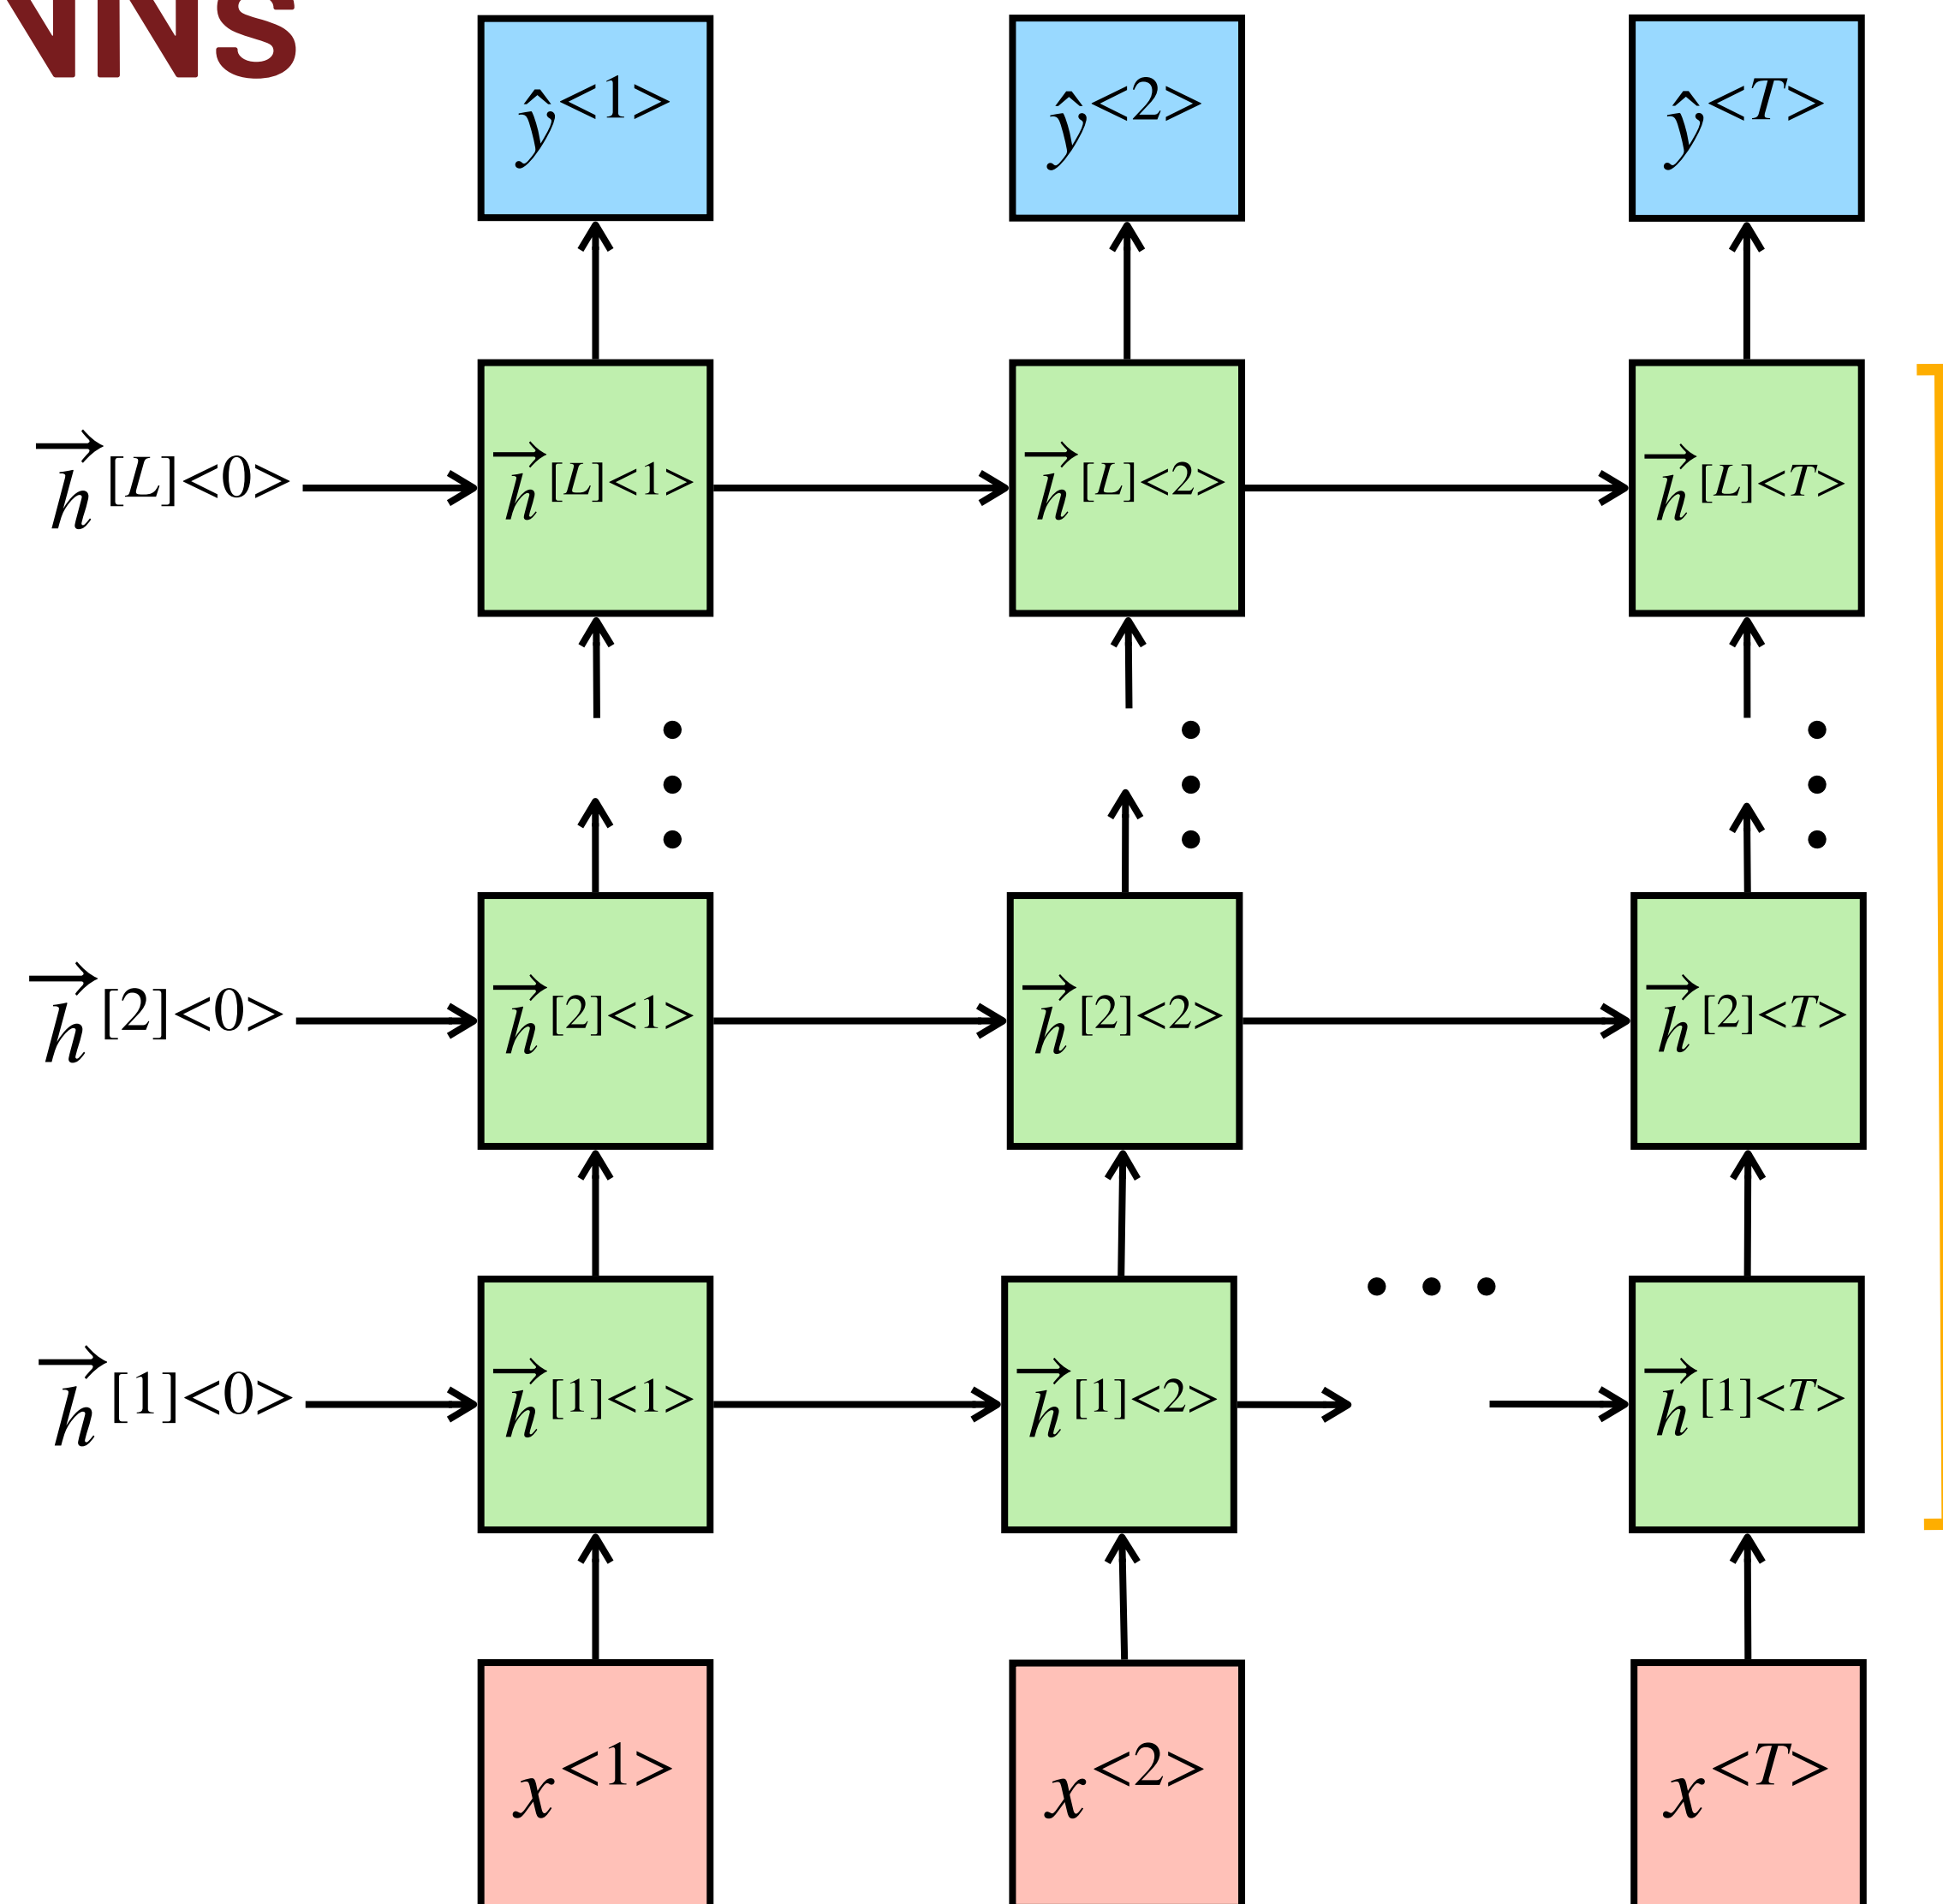 NNS
ŷ<1> ŷ<2> ŷ<T>
h⃗[L]<0> h⃗[L]<1> h⃗[L]<2> h⃗[L]<T>
h⃗[2]<0> h⃗[2]<1> h⃗[2]<2> h⃗[2]<T>
h⃗[1]<0> h⃗[1]<1> h⃗[1]<2> h⃗[1]<T>
x<1> x<2> x<T>